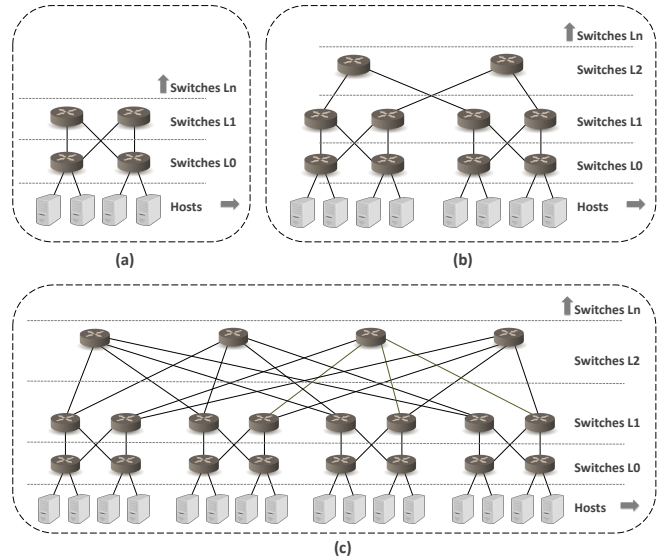 Switches Ln
Switches L1
Switches L0
Hosts
(a)
Switches Ln
Switches L2
Switches L1
Switches L0
Hosts
(b)
Switches Ln
Switches L2
Switches L1
Switches L0
Hosts
(c)